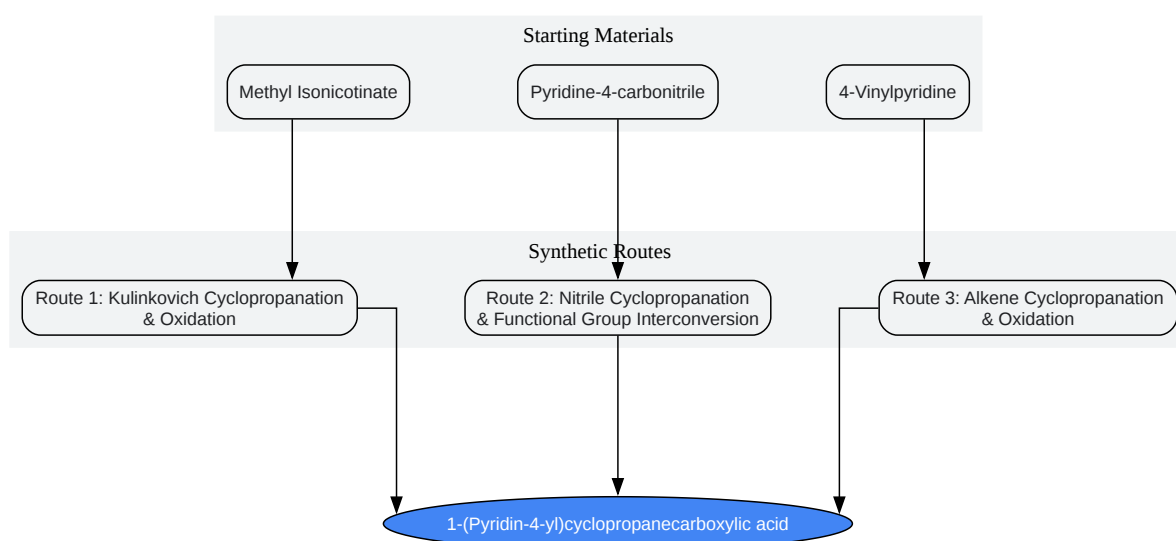 Starting Materials
Methyl Isonicotinate
Pyridine-4-carbonitrile
4-Vinylpyridine
Synthetic Routes
Route 1: Kulinkovich Cyclopropanation
& Oxidation
Route 2: Nitrile Cyclopropanation
& Functional Group Interconversion
Route 3: Alkene Cyclopropanation
& Oxidation
1-(Pyridin-4-yl)cyclopropanecarboxylic acid